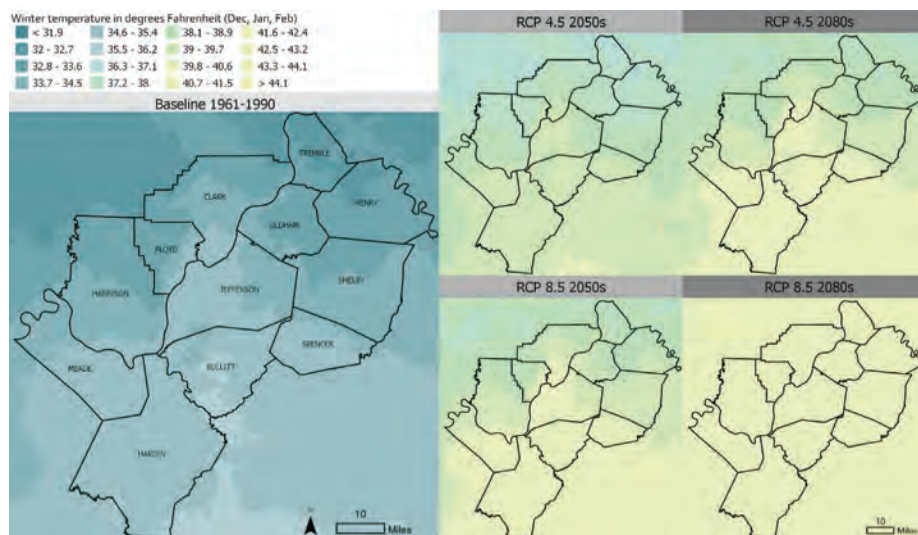 Winter temperature in degrees Fahrenheit (Dec, Jan, Feb)
< 31.9 34.6 - 35.4 38.1 - 38.9 41.6 - 42.4
32 - 32.7 35.5 - 36.2 39 - 39.7 42.5 - 43.2
32.8 - 33.6 36.3 - 37.1 39.8 - 40.6 43.3 - 44.1
33.7 - 34.5 37.2 - 38 40.7 - 41.5 > 44.1
Baseline 1961-1990
TRIMBLE
CLARK
HENRY
OLDHAM
FLOYD
JEFFERSON
SHELBY
HARRISON
SPENCER
MEADE
BULLITT
HARDIN
10
Miles
RCP 4.5 2050s
RCP 4.5 2080s
RCP 8.5 2050s
RCP 8.5 2080s
10
Miles